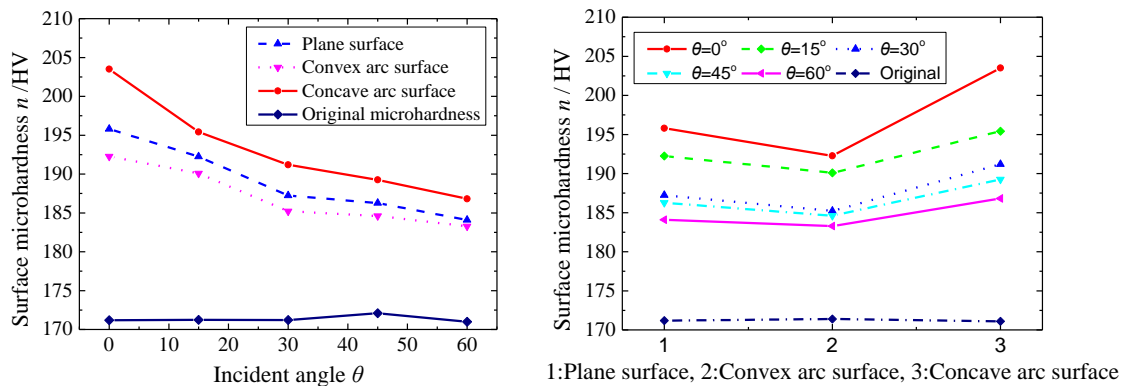 210
205
200
195
190
185
180
175
170
Surface microhardness n /HV
Plane surface
Convex arc surface
Concave arc surface
Original microhardness
0 10 20 30 40 50 60
Incident angle θ
210
205
200
195
190
185
180
175
170
Surface microhardness n / HV
θ=0° θ=15° θ=30°
θ=45° θ=60° Original
1 2 3
1:Plane surface, 2:Convex arc surface, 3:Concave arc surface